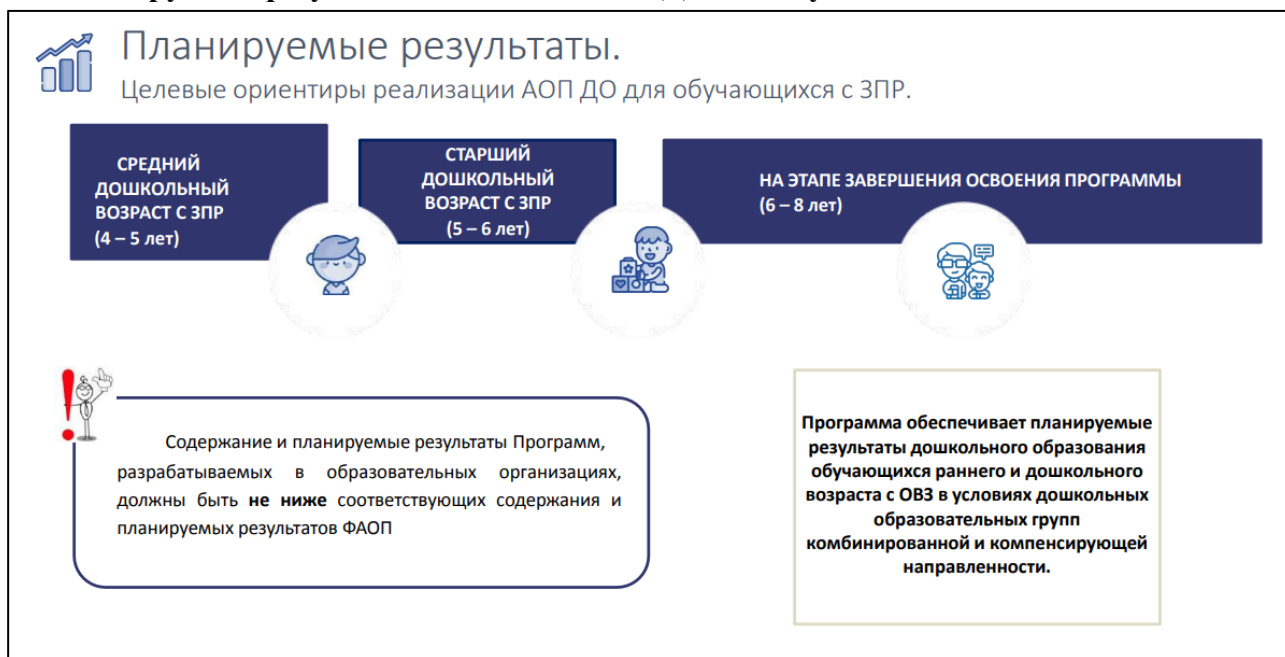 Планируемые результаты.
Целевые ориентиры реализации АОП ДО для обучающихся с ЗПР.
СРЕДНИЙ
ДОШКОЛЬНЫЙ
ВОЗРАСТ С ЗПР
(4 – 5 лет)
СТАРШИЙ
ДОШКОЛЬНЫЙ
ВОЗРАСТ С ЗПР
(5 – 6 лет)
НА ЭТАПЕ ЗАВЕРШЕНИЯ ОСВОЕНИЯ ПРОГРАММЫ
(6 – 8 лет)
Содержание и планируемые результаты Программ,
разрабатываемых в образовательных организациях,
должны быть не ниже соответствующих содержания и
планируемых результатов ФАОП
Программа обеспечивает планируемые
результаты дошкольного образования
обучающихся раннего и дошкольного
возраста с ОВЗ в условиях дошкольных
образовательных групп
комбинированной и компенсирующей
направленности.